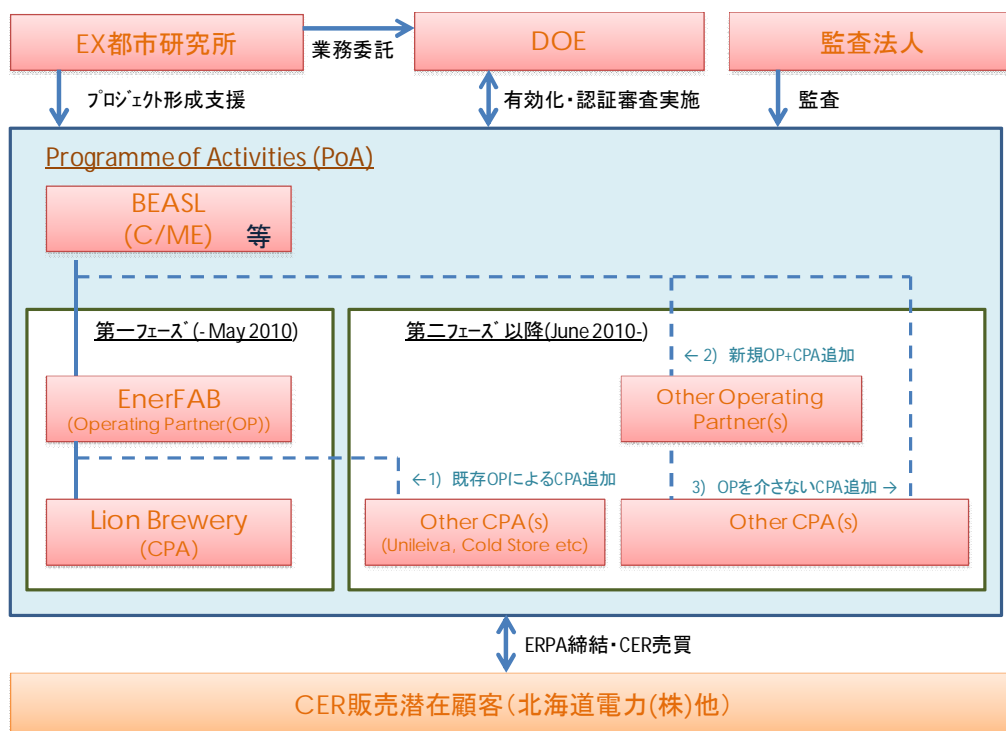 EX都市研究所
業務委託
DOE
監査法人
プロジェクト形成支援
有効化・認証審査実施
監査
Programme of Activities (PoA)
BEASL
(C/ME) 等
第一フェーズ(- May 2010)
第二フェーズ以降(June 2010-)
← 2) 新規OP+CPA追加
EnerFAB
(Operating Partner(OP))
Other Operating
Partner(s)
←1) 既存OPによるCPA追加
3) OPを介さないCPA追加 →
Lion Brewery
(CPA)
Other CPA(s)
(Unileiva, Cold Store etc)
Other CPA(s)
ERPA締結・CER売買
CER販売潜在顧客(北海道電力(株)他)